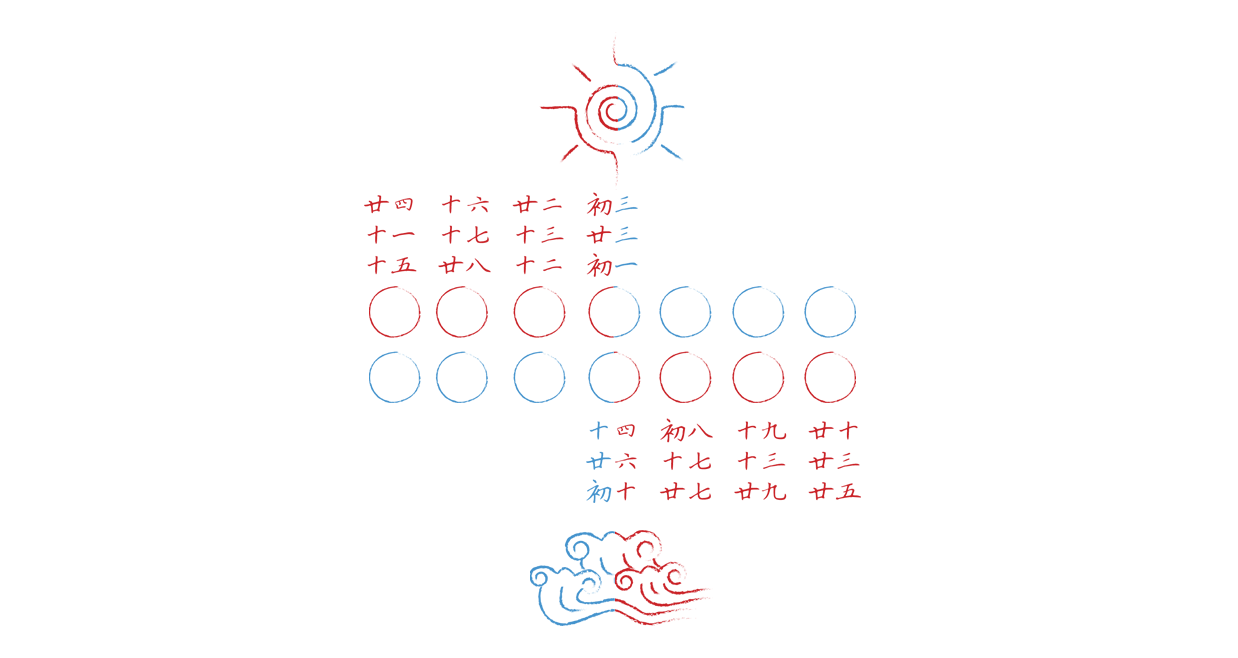 廿四 十六 廿二 初三
十一 十七 十三 廿三
十五 廿八 十二 初一
十四 初八 十九 廿十
廿六 十七 十三 廿三
初十 廿七 廿九 廿五